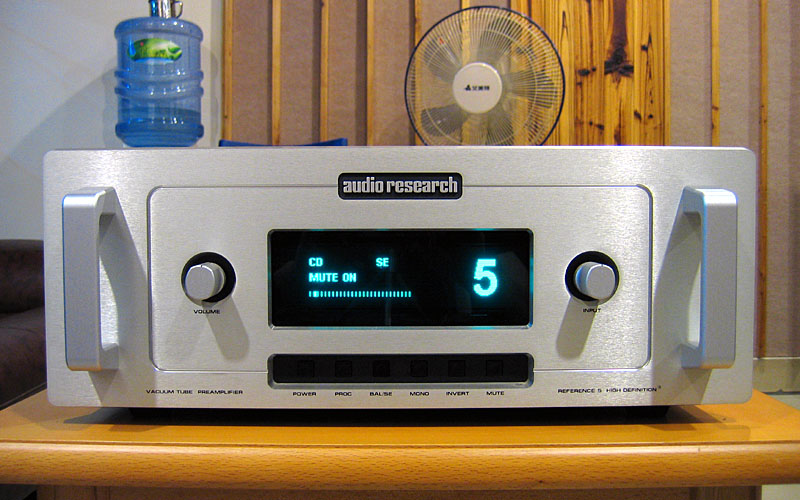 audio research
CD SE
MUTE ON
5
VOLUME
INPUT
POWER PROC BAL/SE MONO INVERT MUTE
VACUUM TUBE PREAMPLIFIER
REFERENCE 5 HIGH DEFINITION